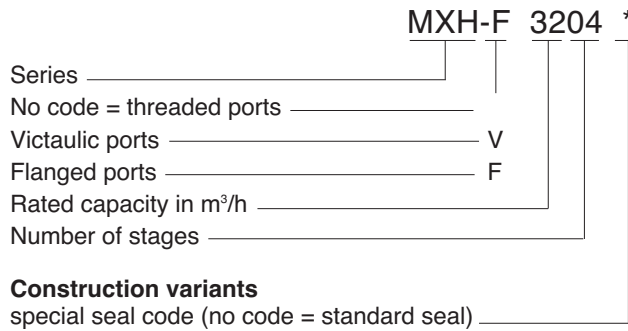 MXH-F 3204 *
Series
No code = threaded ports
Victaulic ports V
Flanged ports F
Rated capacity in m³/h
Number of stages
Construction variants
special seal code (no code = standard seal)